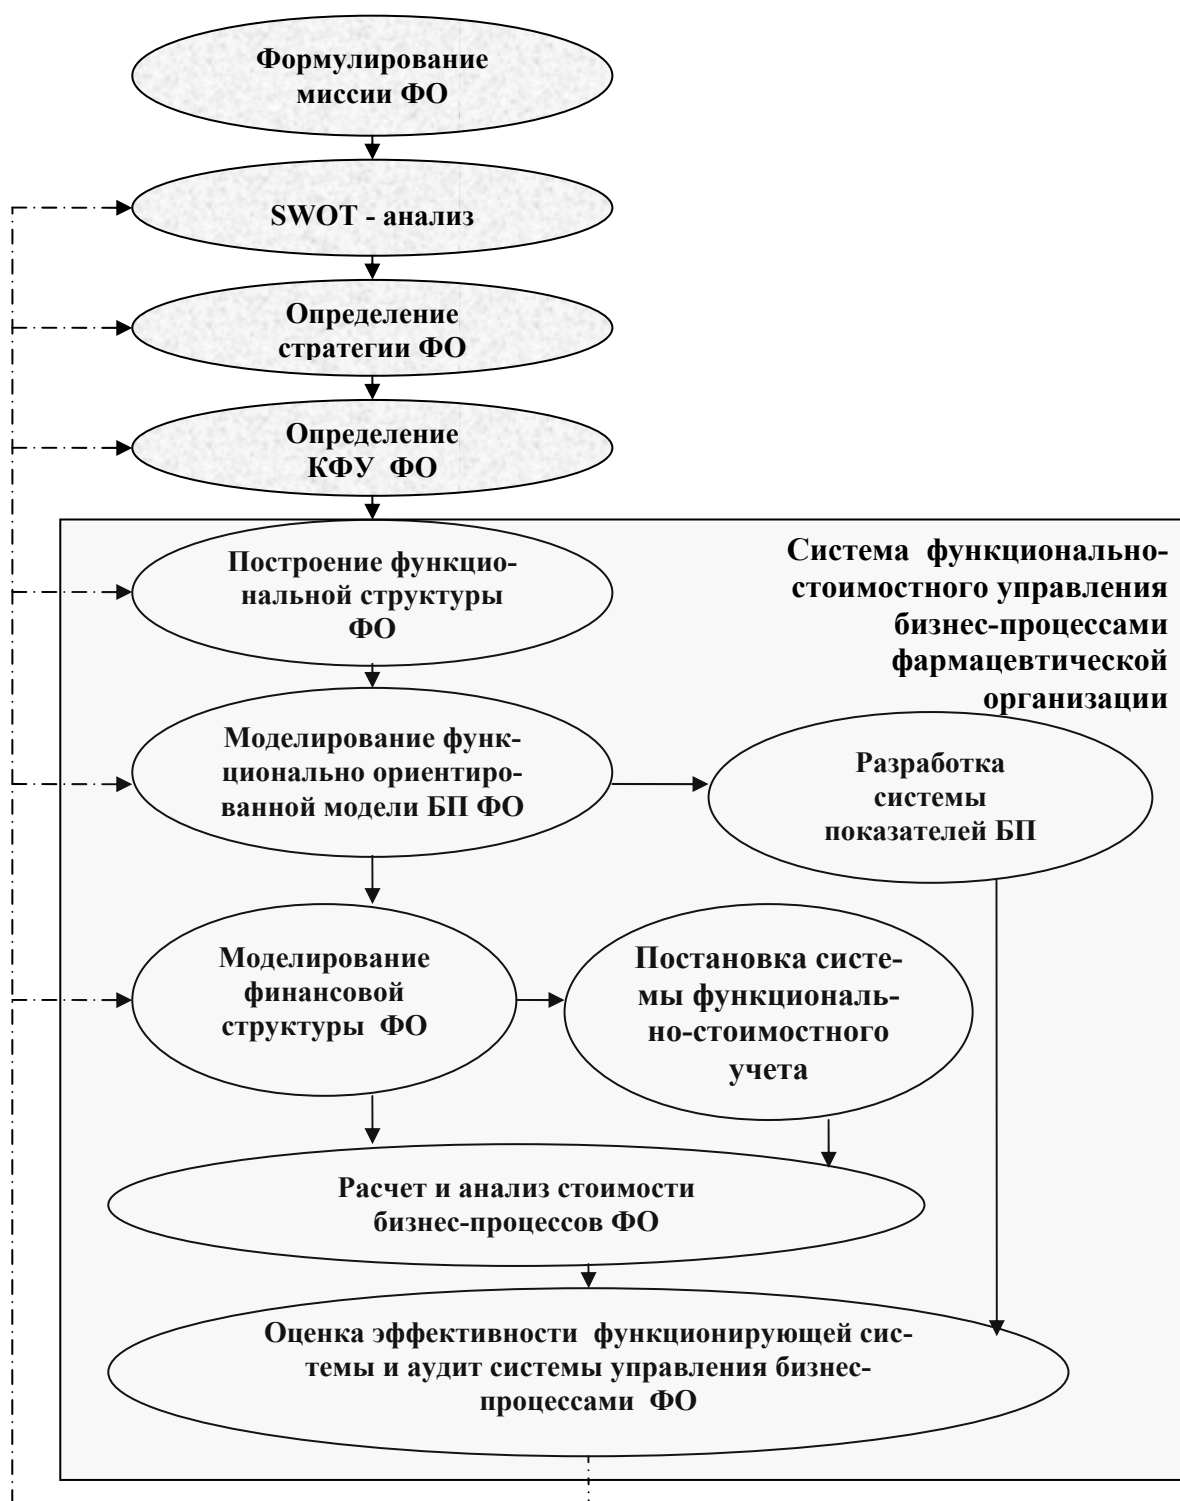 Формулирование
миссии ФО
SWOT - анализ
Определение
стратегии ФО
Определение
КФУ ФО
Система функционально-
стоимостного управления
бизнес-процессами
фармацевтической
организации
Построение функцио-
нальной структуры
ФО
Моделирование функ-
ционально ориентиро-
ванной модели БП ФО
Разработка
системы
показателей БП
Моделирование
финансовой
структуры ФО
Постановка систе-
мы функциональ-
но-стоимостного
учета
Расчет и анализ стоимости
бизнес-процессов ФО
Оценка эффективности функционирующей сис-
темы и аудит системы управления бизнес-
процессами ФО